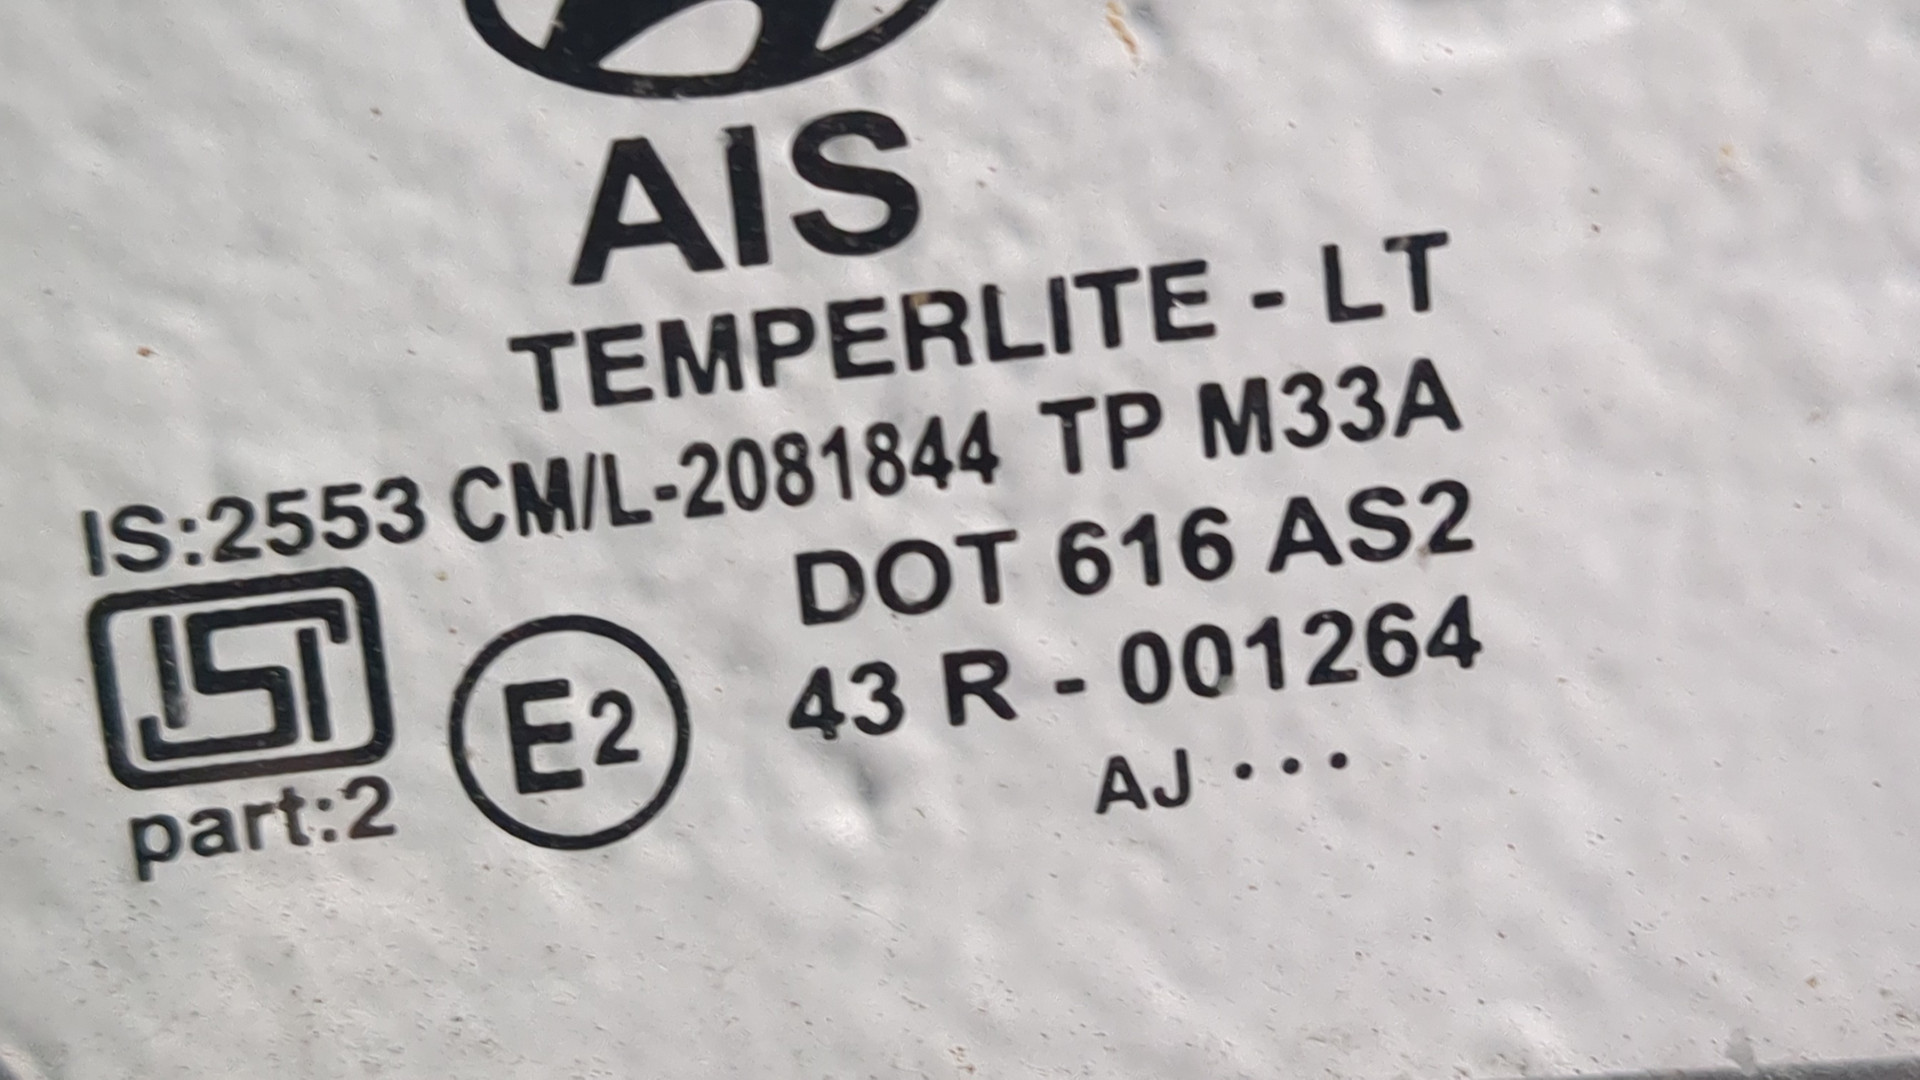 AIS
TEMPERLITE - LT
IS:2553 CM/L-2081844 TP M33A
DOT 616 AS2
ISI
E2
43 R - 001264
AJ ...
part:2